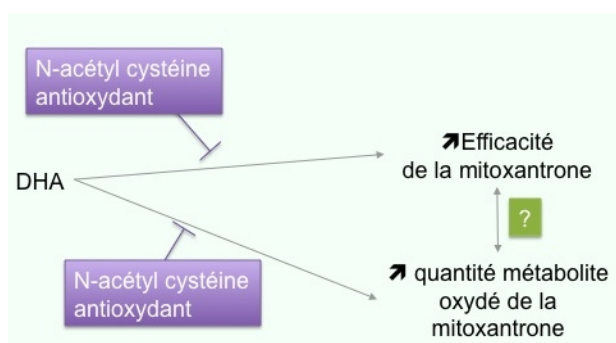 N-acétyl cystéine
antioxydant
↗Efficacité
de la mitoxantrone
DHA
?
N-acétyl cystéine
antioxydant
↗ quantité métabolite
oxydé de la
mitoxantrone